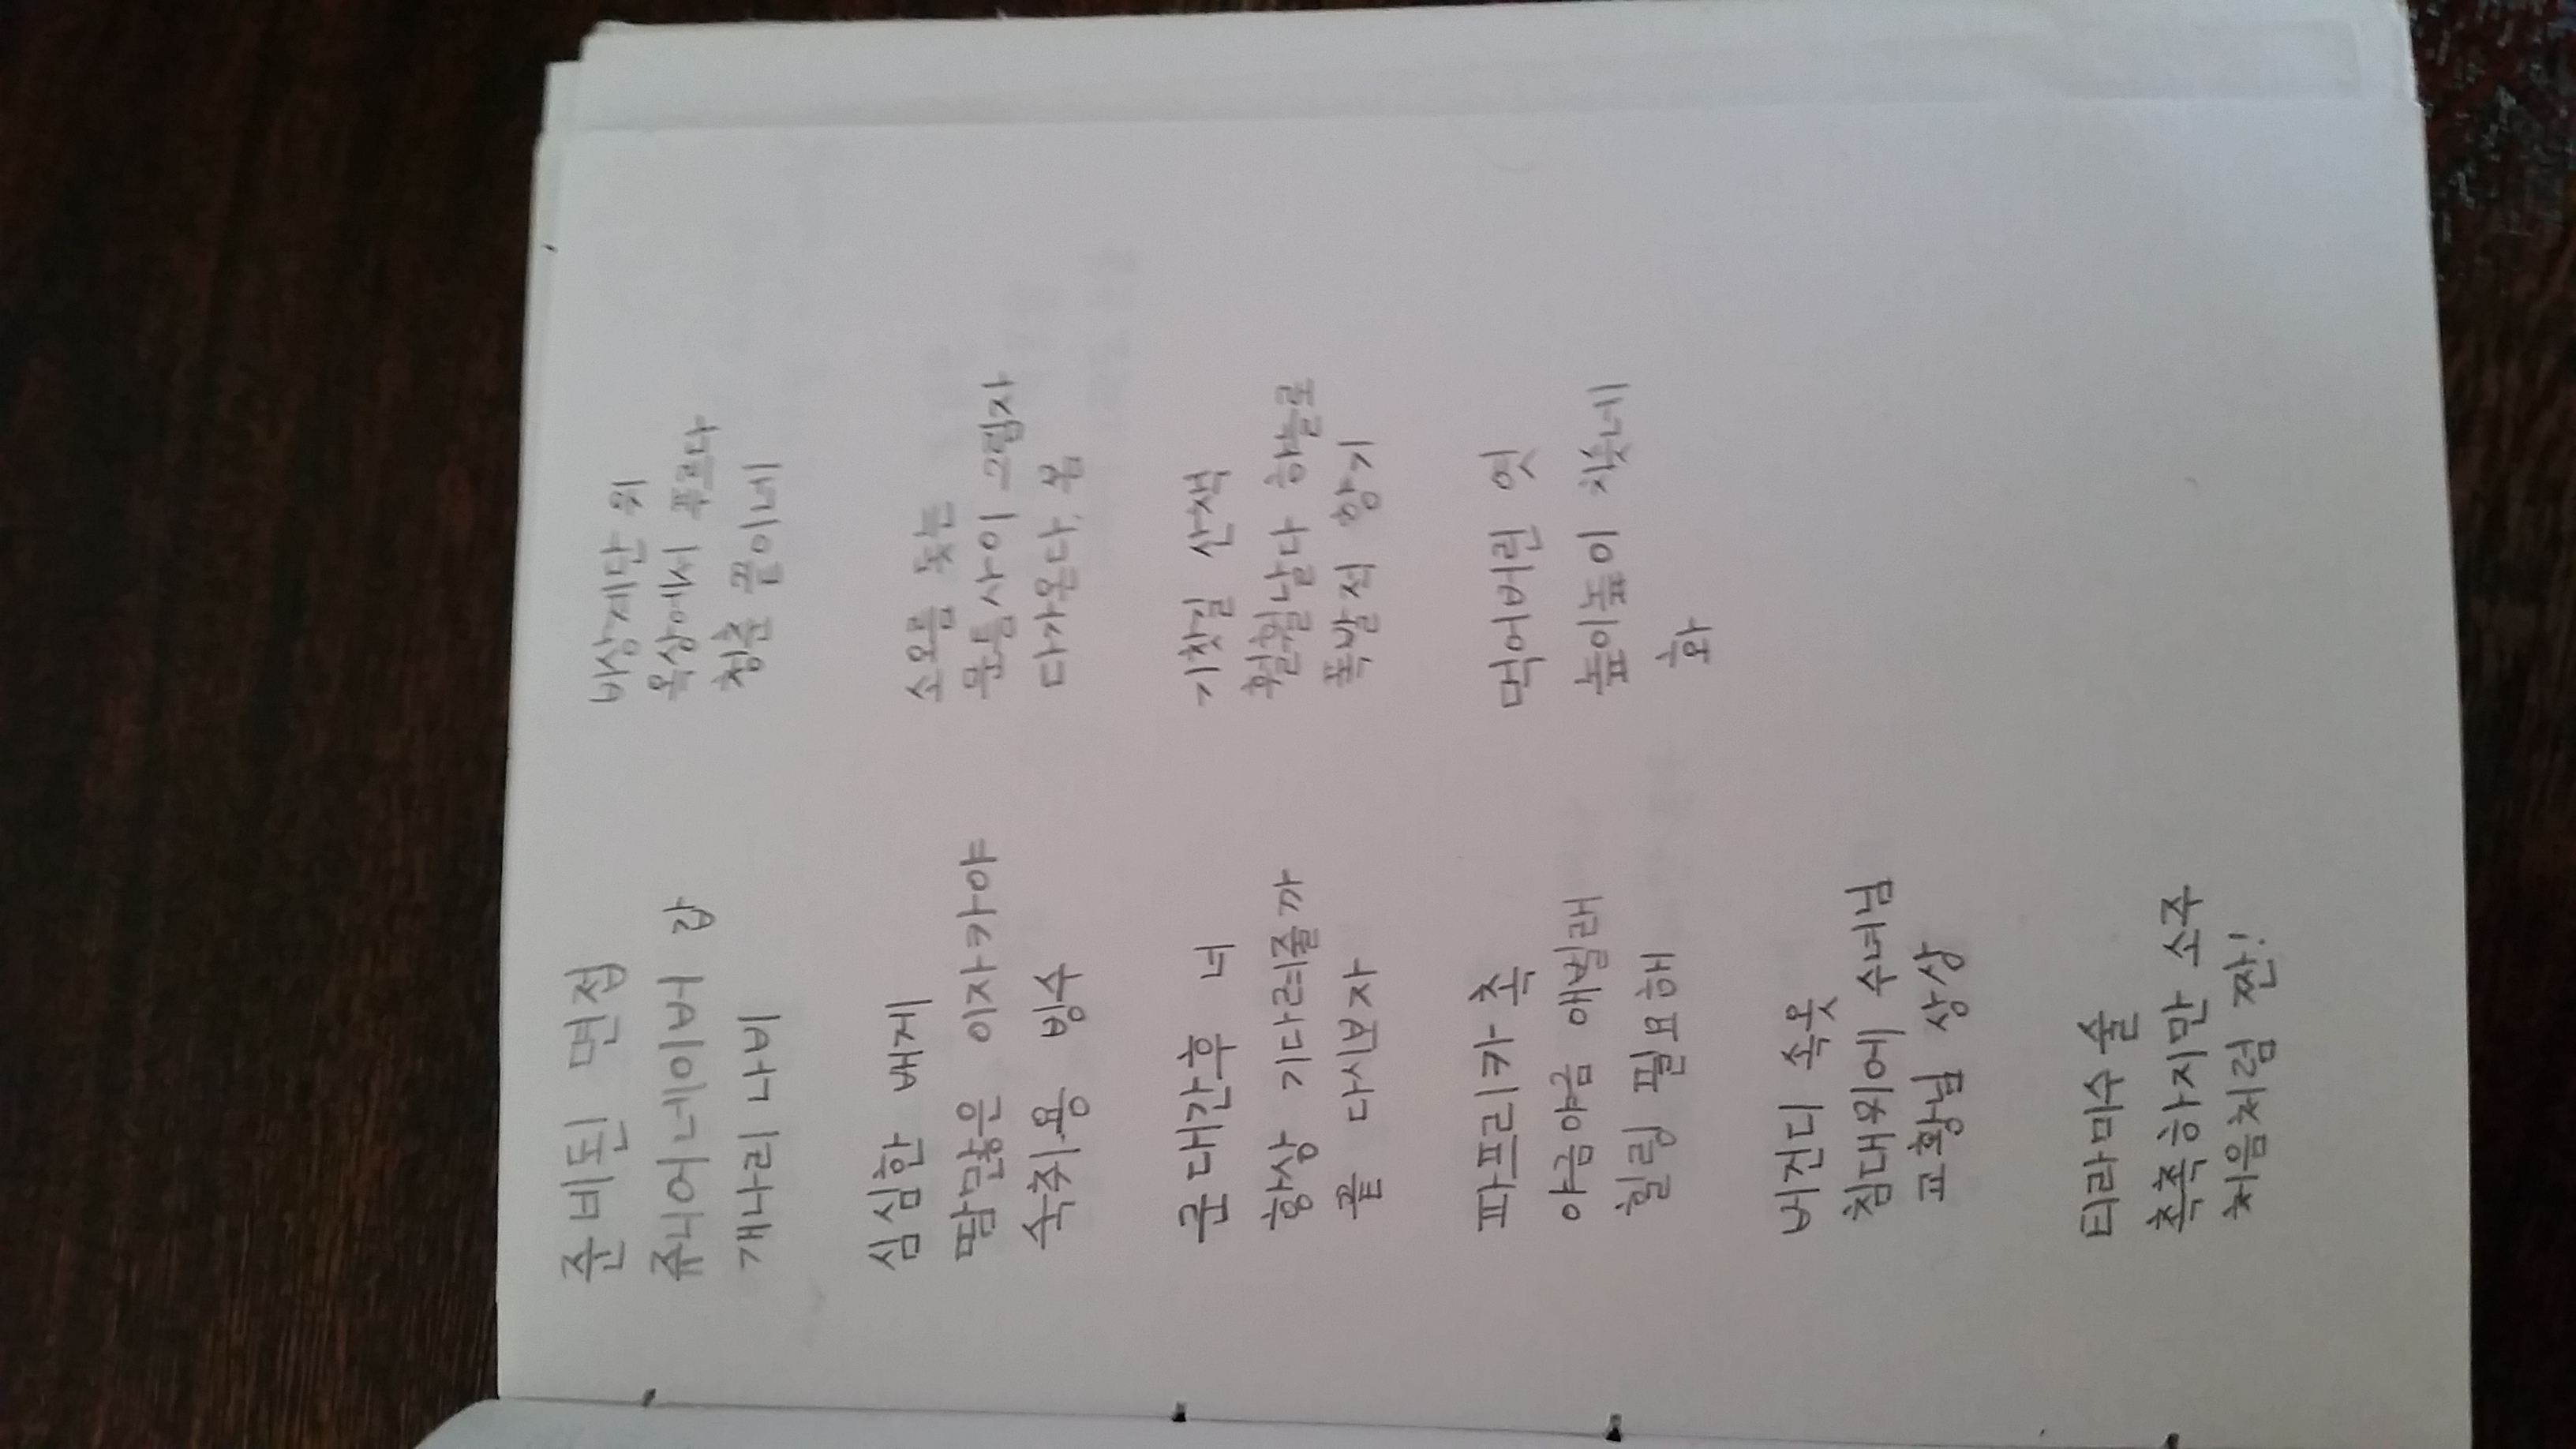 준비된 면접
쥬니어네이버 갑
개나리 나비
심심한 배게
땀많은 이자카야
숙취용 빙수
군대간후 너
항상 기다려줄까
끝 다시보자
파프리카 촉
야금야금 애벌래
힐링 필요해
버건디 속옷
침대위에 수녀님
교황님 상상
티라미수 술
촉촉하지만 소주
처음처럼 짠!
비상계단 위
옥상에서 푸르다
청춘 끝이네
소오름 돋는
문틈사이 그림자
다가온다, 봄
기찻길 산책
훨훨날다 하늘로
폭발적 향기
먹어버린 엿
높이높이 치솟네
화